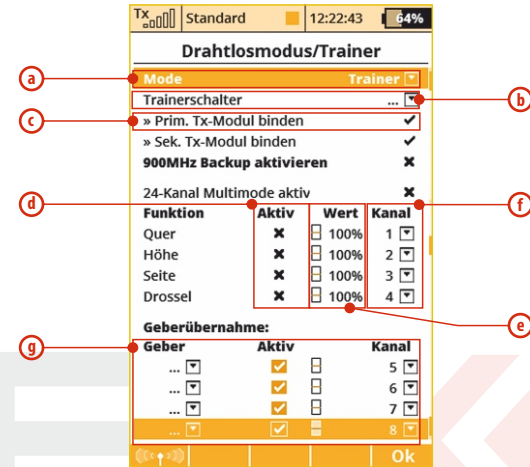 Tx Standard 12:22:43 64%
Drahtlosmodus/Trainer
a Mode Trainer
Trainerschalter ... b
c » Prim. Tx-Modul binden
» Sek. Tx-Modul binden
900MHz Backup aktivieren
24-Kanal Multimode aktiv
d f
Funktion Aktiv Wert Kanal
Quer 100% 1
Höhe 100% 2
Seite 100% 3
Drossel 100% 4
Geberübernahme: e
g Geber Aktiv Kanal
... 5
... 6
... 7
... 8
Ok